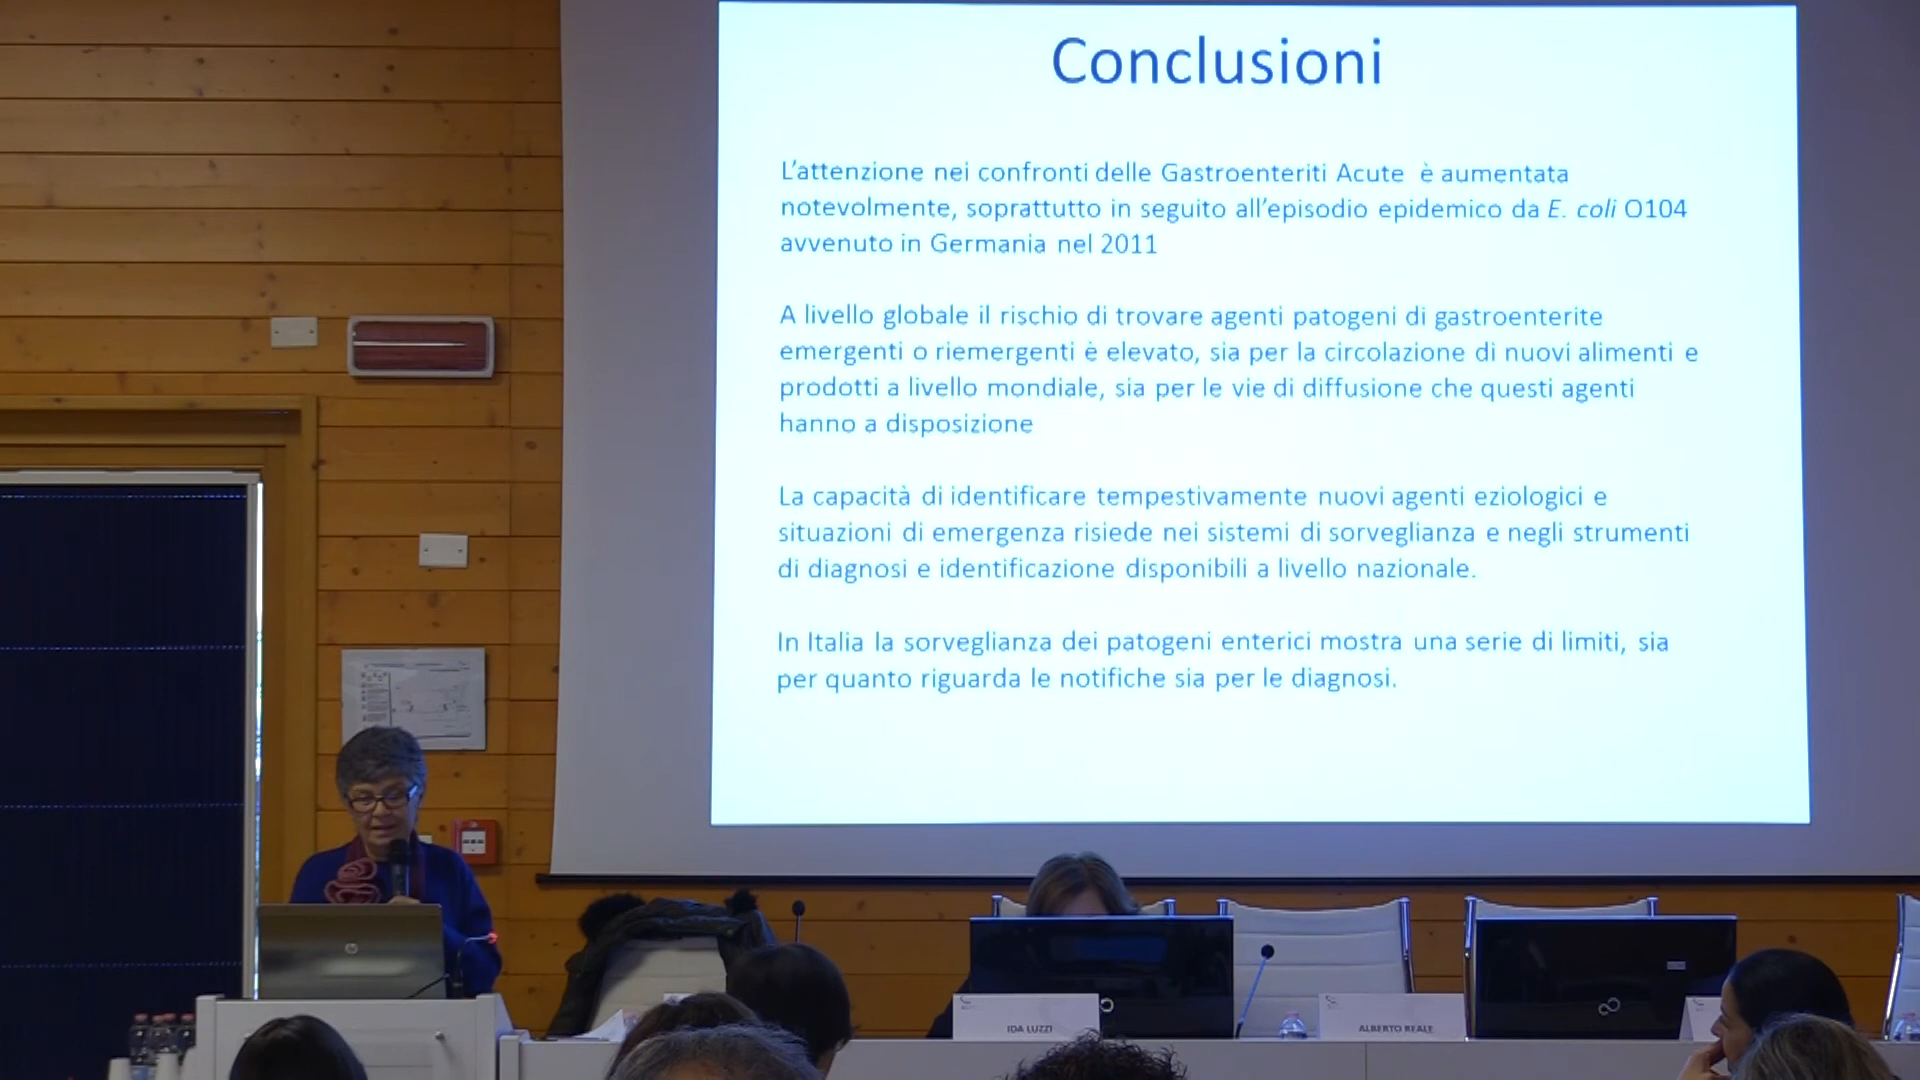 Conclusioni
L'attenzione nei confronti delle Gastroenteriti Acute è aumentata
notevolmente, soprattutto in seguito all'episodio epidemico da E. coli O104
avvenuto in Germania nel 2011
A livello globale il rischio di trovare agenti patogeni di gastroenterite
emergenti o riemergenti è elevato, sia per la circolazione di nuovi alimenti e
prodotti a livello mondiale, sia per le vie di diffusione che questi agenti
hanno a disposizione
La capacità di identificare tempestivamente nuovi agenti eziologici e
situazioni di emergenza risiede nei sistemi di sorveglianza e negli strumenti
di diagnosi e identificazione disponibili a livello nazionale.
In Italia la sorveglianza dei patogeni enterici mostra una serie di limiti, sia
per quanto riguarda le notifiche sia per le diagnosi.
hp
IDA LUZZI
ALBERTO REALE